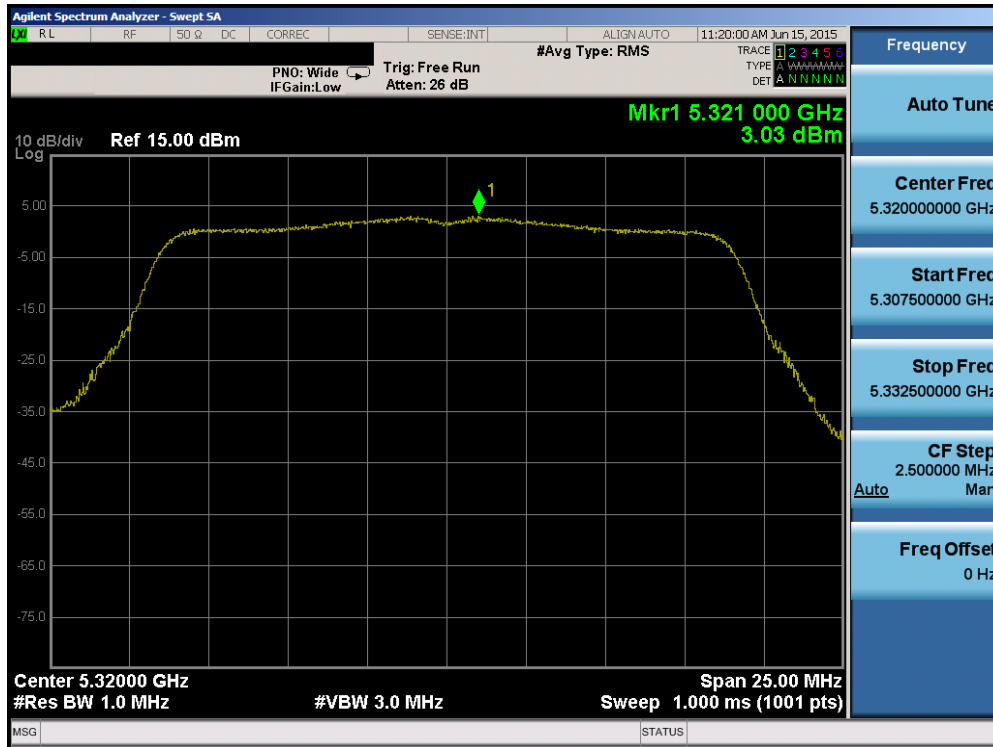 Agilent Spectrum Analyzer - Swept SA
LXI RL RF 50 Ω DC CORREC SENSE:INT ALIGN AUTO 11:20:00 AM Jun 15, 2015
Frequency
#Avg Type: RMS TRACE 1 2 3 4 5 6
PNO: Wide Trig: Free Run TYPE A WWWWW
IFGain:Low Atten: 26 dB DET A N N N N N
Auto Tune
Mkr1 5.321 000 GHz
10 dB/div Ref 15.00 dBm 3.03 dBm
Log
1
5.00
-5.00
-15.0
-25.0
-35.0
-45.0
-55.0
-65.0
-75.0
Center Freq
5.320000000 GHz
Start Freq
5.307500000 GHz
Stop Freq
5.332500000 GHz
CF Step
2.500000 MHz
Auto Man
Freq Offset
0 Hz
Center 5.32000 GHz Span 25.00 MHz
#Res BW 1.0 MHz #VBW 3.0 MHz Sweep 1.000 ms (1001 pts)
MSG STATUS